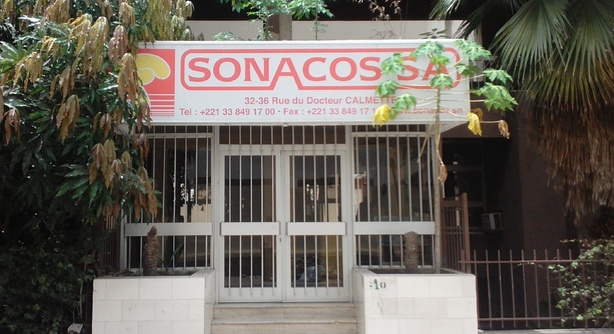 SONACOS SA
32-36 Rue du Docteur CALMETTE
Tel : +221 33 849 17 00 - Fax : +221 33 849 17